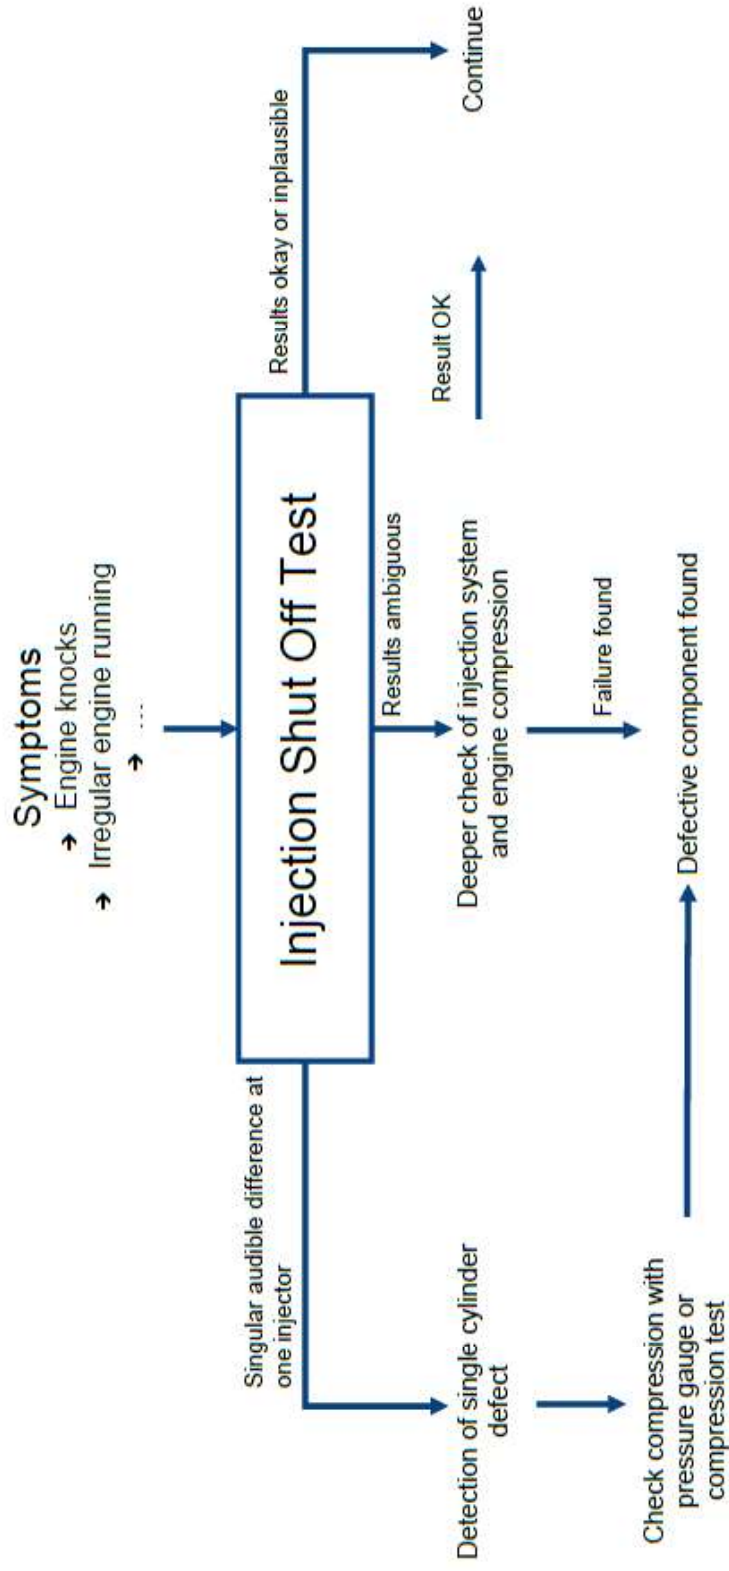 Symptoms
→ Engine knocks
→ Irregular engine running
→ ...
Injection Shut Off Test
Singular audible difference at
one injector
Results ambiguous
Results okay or inplausible
Detection of single cylinder
defect
Deeper check of injection system
and engine compression
Result OK
Continue
Failure found
Check compression with
pressure gauge or
compression test
Defective component found